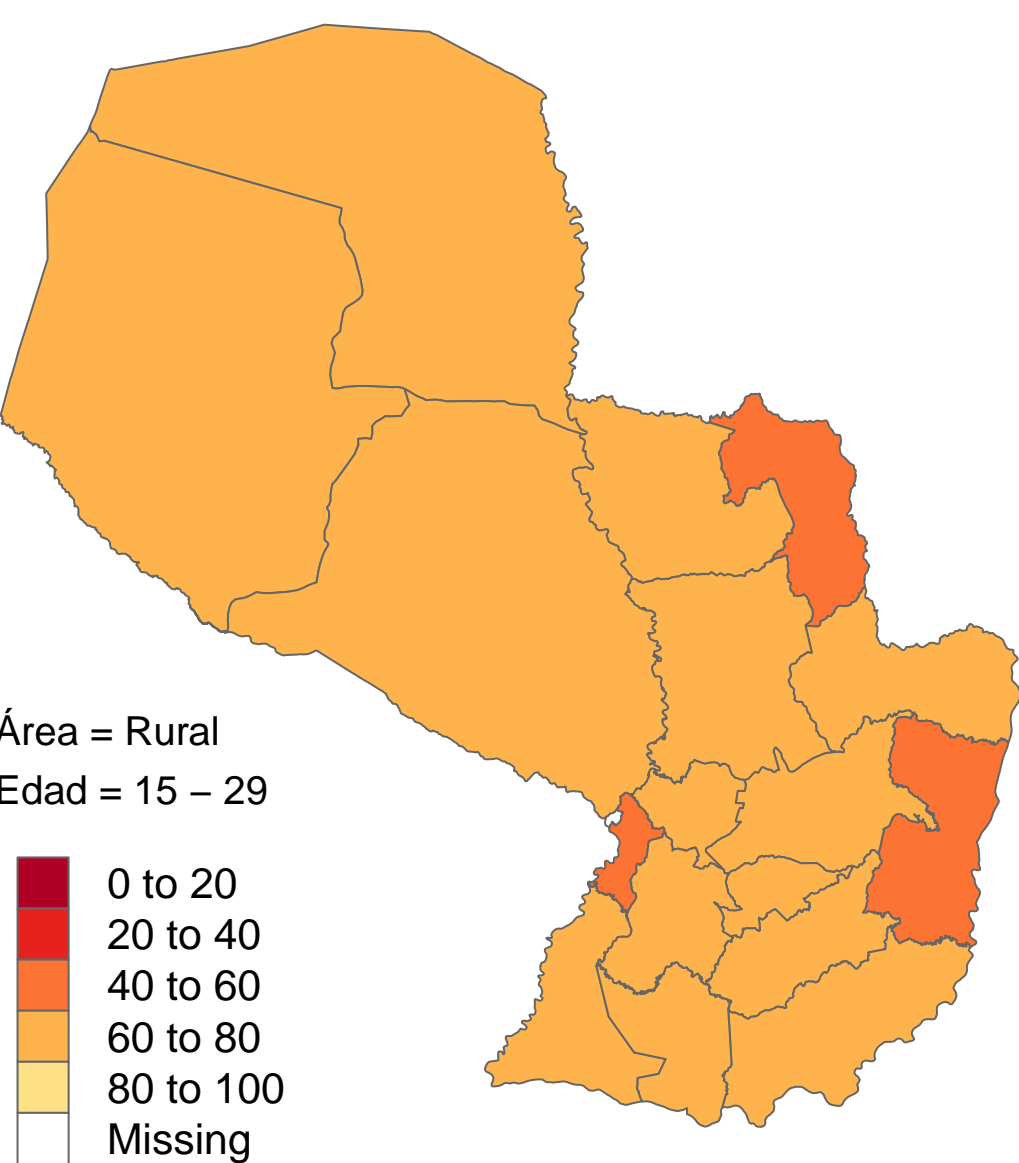 Área = Rural
Edad = 15 – 29
0 to 20
20 to 40
40 to 60
60 to 80
80 to 100
Missing